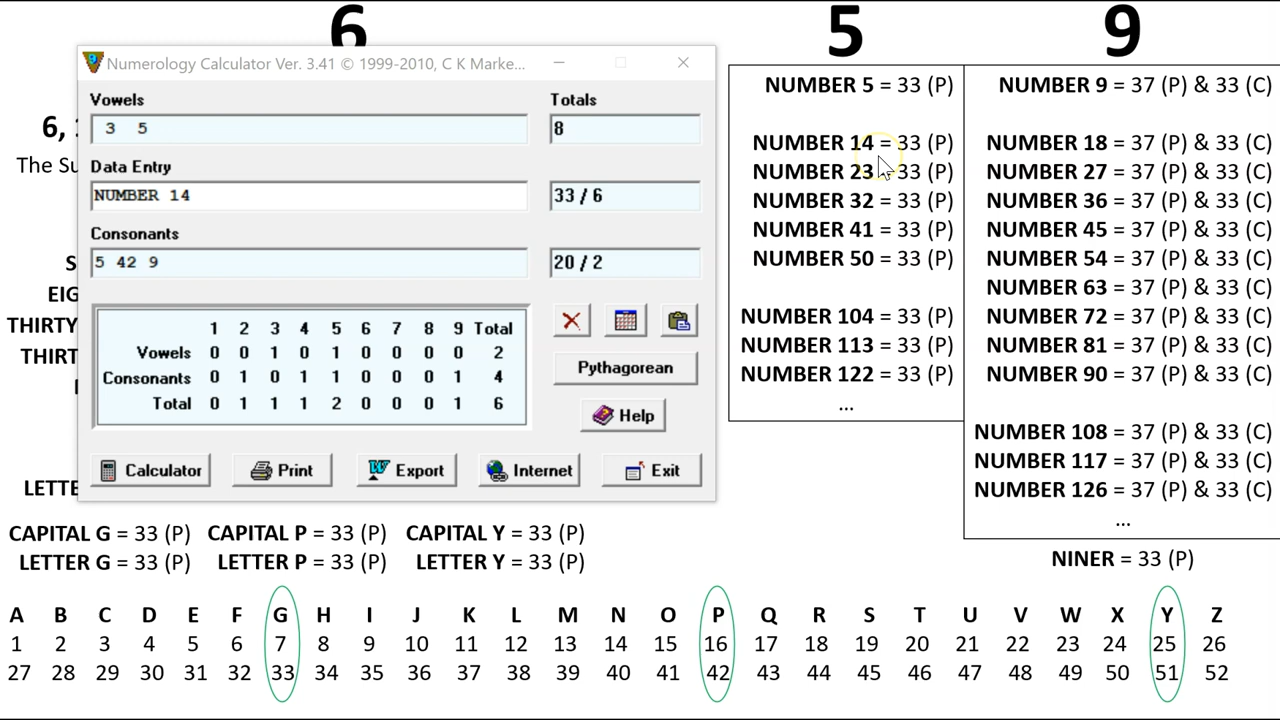 6
5
9
Numerology Calculator Ver. 3.41 © 1999-2010, C K Marke...
Vowels
Totals
3 5
8
Data Entry
NUMBER 14
33 / 6
Consonants
5 42 9
20 / 2
1 2 3 4 5 6 7 8 9 Total
Vowels 0 0 1 0 1 0 0 0 0 2
Consonants 0 1 0 1 1 0 0 0 1 4
Total 0 1 1 1 2 0 0 0 1 6
Pythagorean
Help
Calculator
Print
Export
Internet
Exit
6,
The Su
S
EIG
THIRTY
THIRT
LETTE
NUMBER 5 = 33 (P)
NUMBER 14 = 33 (P)
NUMBER 23 = 33 (P)
NUMBER 32 = 33 (P)
NUMBER 41 = 33 (P)
NUMBER 50 = 33 (P)
NUMBER 104 = 33 (P)
NUMBER 113 = 33 (P)
NUMBER 122 = 33 (P)
...
NUMBER 9 = 37 (P) & 33 (C)
NUMBER 18 = 37 (P) & 33 (C)
NUMBER 27 = 37 (P) & 33 (C)
NUMBER 36 = 37 (P) & 33 (C)
NUMBER 45 = 37 (P) & 33 (C)
NUMBER 54 = 37 (P) & 33 (C)
NUMBER 63 = 37 (P) & 33 (C)
NUMBER 72 = 37 (P) & 33 (C)
NUMBER 81 = 37 (P) & 33 (C)
NUMBER 90 = 37 (P) & 33 (C)
NUMBER 108 = 37 (P) & 33 (C)
NUMBER 117 = 37 (P) & 33 (C)
NUMBER 126 = 37 (P) & 33 (C)
...
NINER = 33 (P)
CAPITAL G = 33 (P) CAPITAL P = 33 (P) CAPITAL Y = 33 (P)
LETTER G = 33 (P) LETTER P = 33 (P) LETTER Y = 33 (P)
A B C D E F G H I J K L M N O P Q R S T U V W X Y Z
1 2 3 4 5 6 7 8 9 10 11 12 13 14 15 16 17 18 19 20 21 22 23 24 25 26
27 28 29 30 31 32 33 34 35 36 37 38 39 40 41 42 43 44 45 46 47 48 49 50 51 52